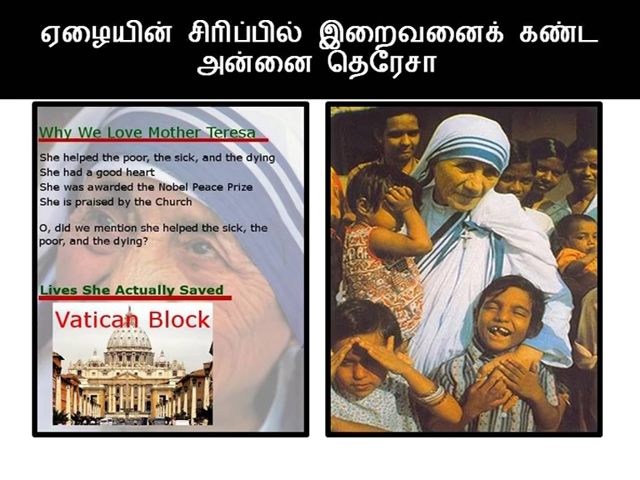 ஏழையின் சிரிப்பில் இறைவனைக் கண்ட
அன்னை தெரேசா
Why We Love Mother Teresa
She helped the poor, the sick, and the dying
She had a good heart
She was awarded the Nobel Peace Prize
She is praised by the Church
O, did we mention she helped the sick, the
poor, and the dying?
Lives She Actually Saved
Vatican Block